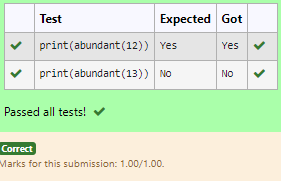 Test Expected Got
print(abundant(12)) Yes Yes
print(abundant(13)) No No
Passed all tests!
Correct
Marks for this submission: 1.00/1.00.